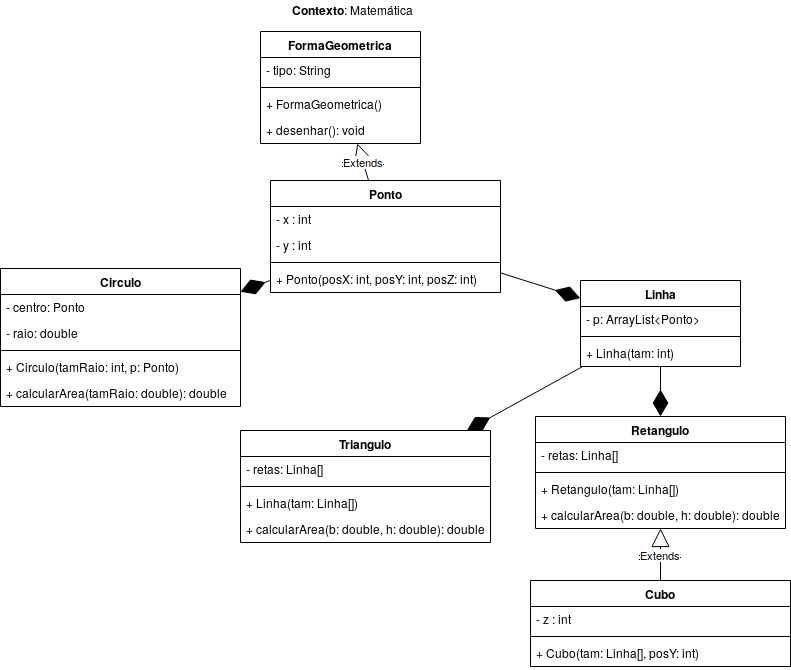 Contexto: Matemática
FormaGeometrica
- tipo: String
+ FormaGeometrica()
+ desenhar(): void
Extends
Ponto
- x : int
- y : int
+ Ponto(posX: int, posY: int, posZ: int)
Circulo
- centro: Ponto
- raio: double
+ Circulo(tamRaio: int, p: Ponto)
+ calcularArea(tamRaio: double): double
Linha
- p: ArrayList<Ponto>
+ Linha(tam: int)
Triangulo
- retas: Linha[]
+ Linha(tam: Linha[])
+ calcularArea(b: double, h: double): double
Retangulo
- retas: Linha[]
+ Retangulo(tam: Linha[])
+ calcularArea(b: double, h: double): double
Extends
Cubo
- z : int
+ Cubo(tam: Linha[], posY: int)